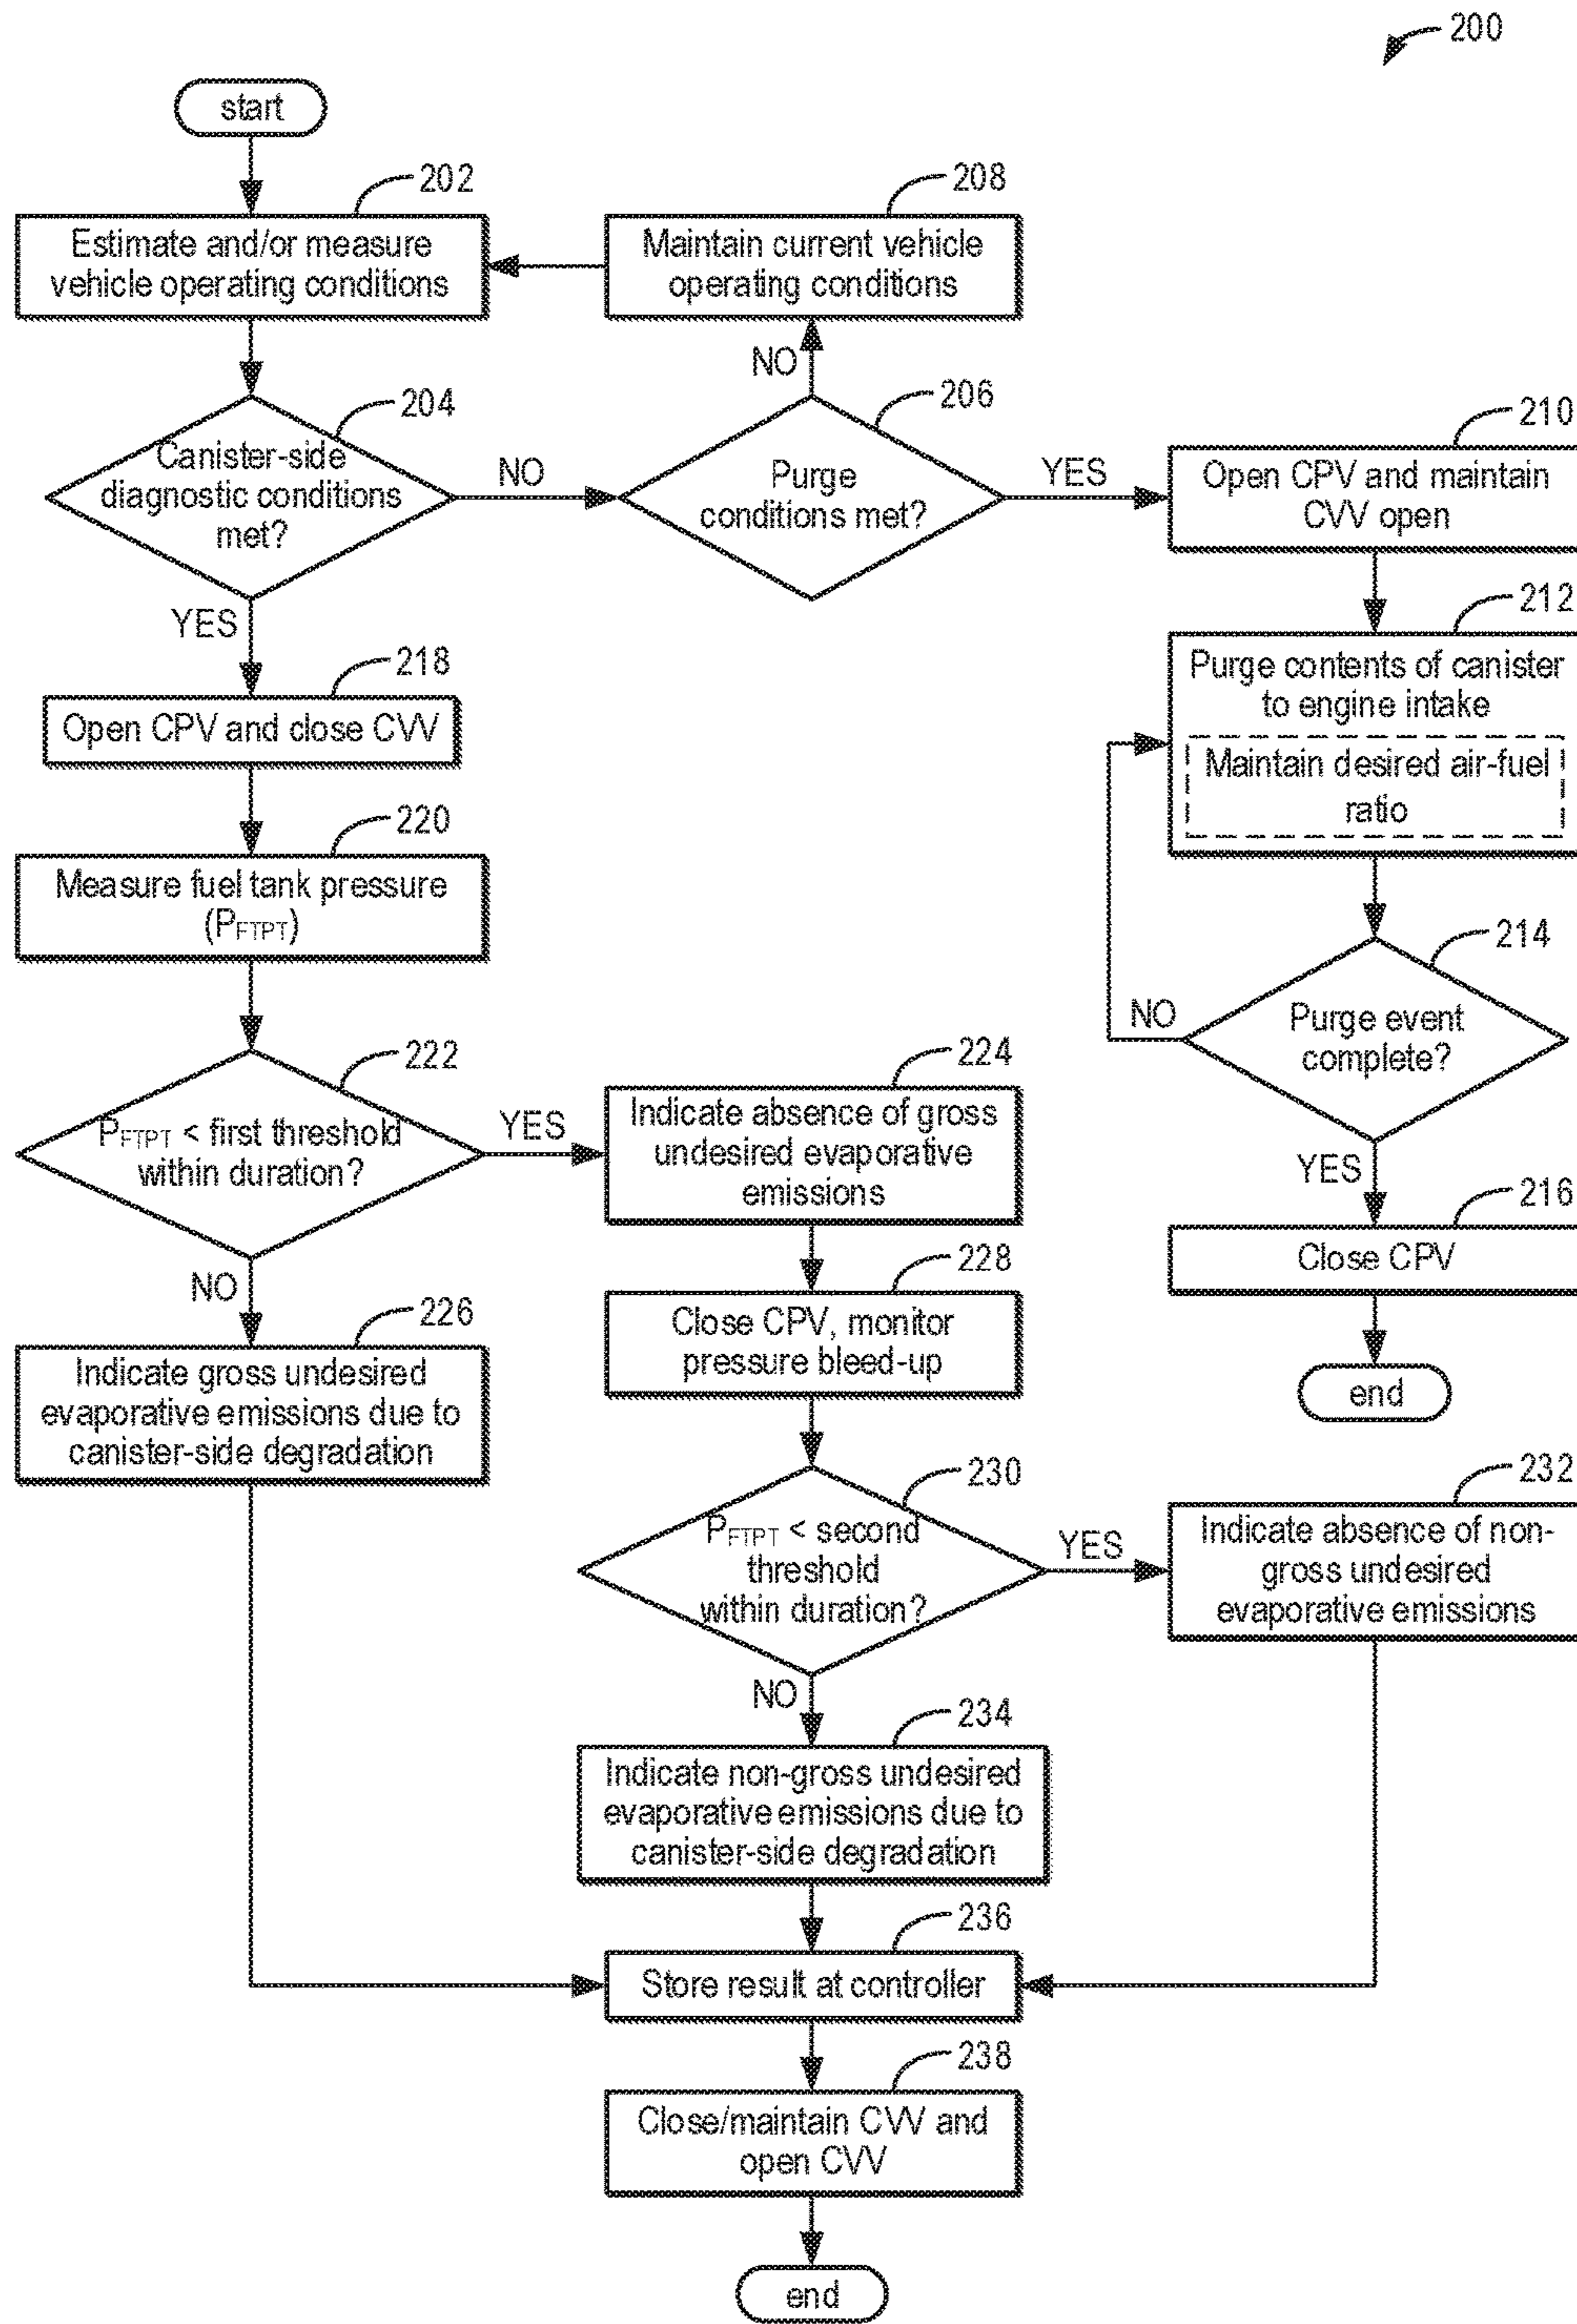 200
start
202
Estimate and/or measure
vehicle operating conditions
208
Maintain current vehicle
operating conditions
204
Canister-side
diagnostic conditions
met?
NO
NO
206
Purge
conditions met?
YES
210
Open CPV and maintain
CVV open
212
Purge contents of canister
to engine intake
Maintain desired air-fuel
ratio
214
Purge event
complete?
NO
YES
216
Close CPV
end
YES
218
Open CPV and close CVV
220
Measure fuel tank pressure
(PFTPT)
222
PFTPT < first threshold
within duration?
YES
224
Indicate absence of gross
undesired evaporative
emissions
NO
226
Indicate gross undesired
evaporative emissions due to
canister-side degradation
228
Close CPV, monitor
pressure bleed-up
230
PFTPT < second
threshold
within duration?
YES
232
Indicate absence of non-
gross undesired
evaporative emissions
NO
234
Indicate non-gross undesired
evaporative emissions due to
canister-side degradation
236
Store result at controller
238
Close/maintain CVV and
open CVV
end